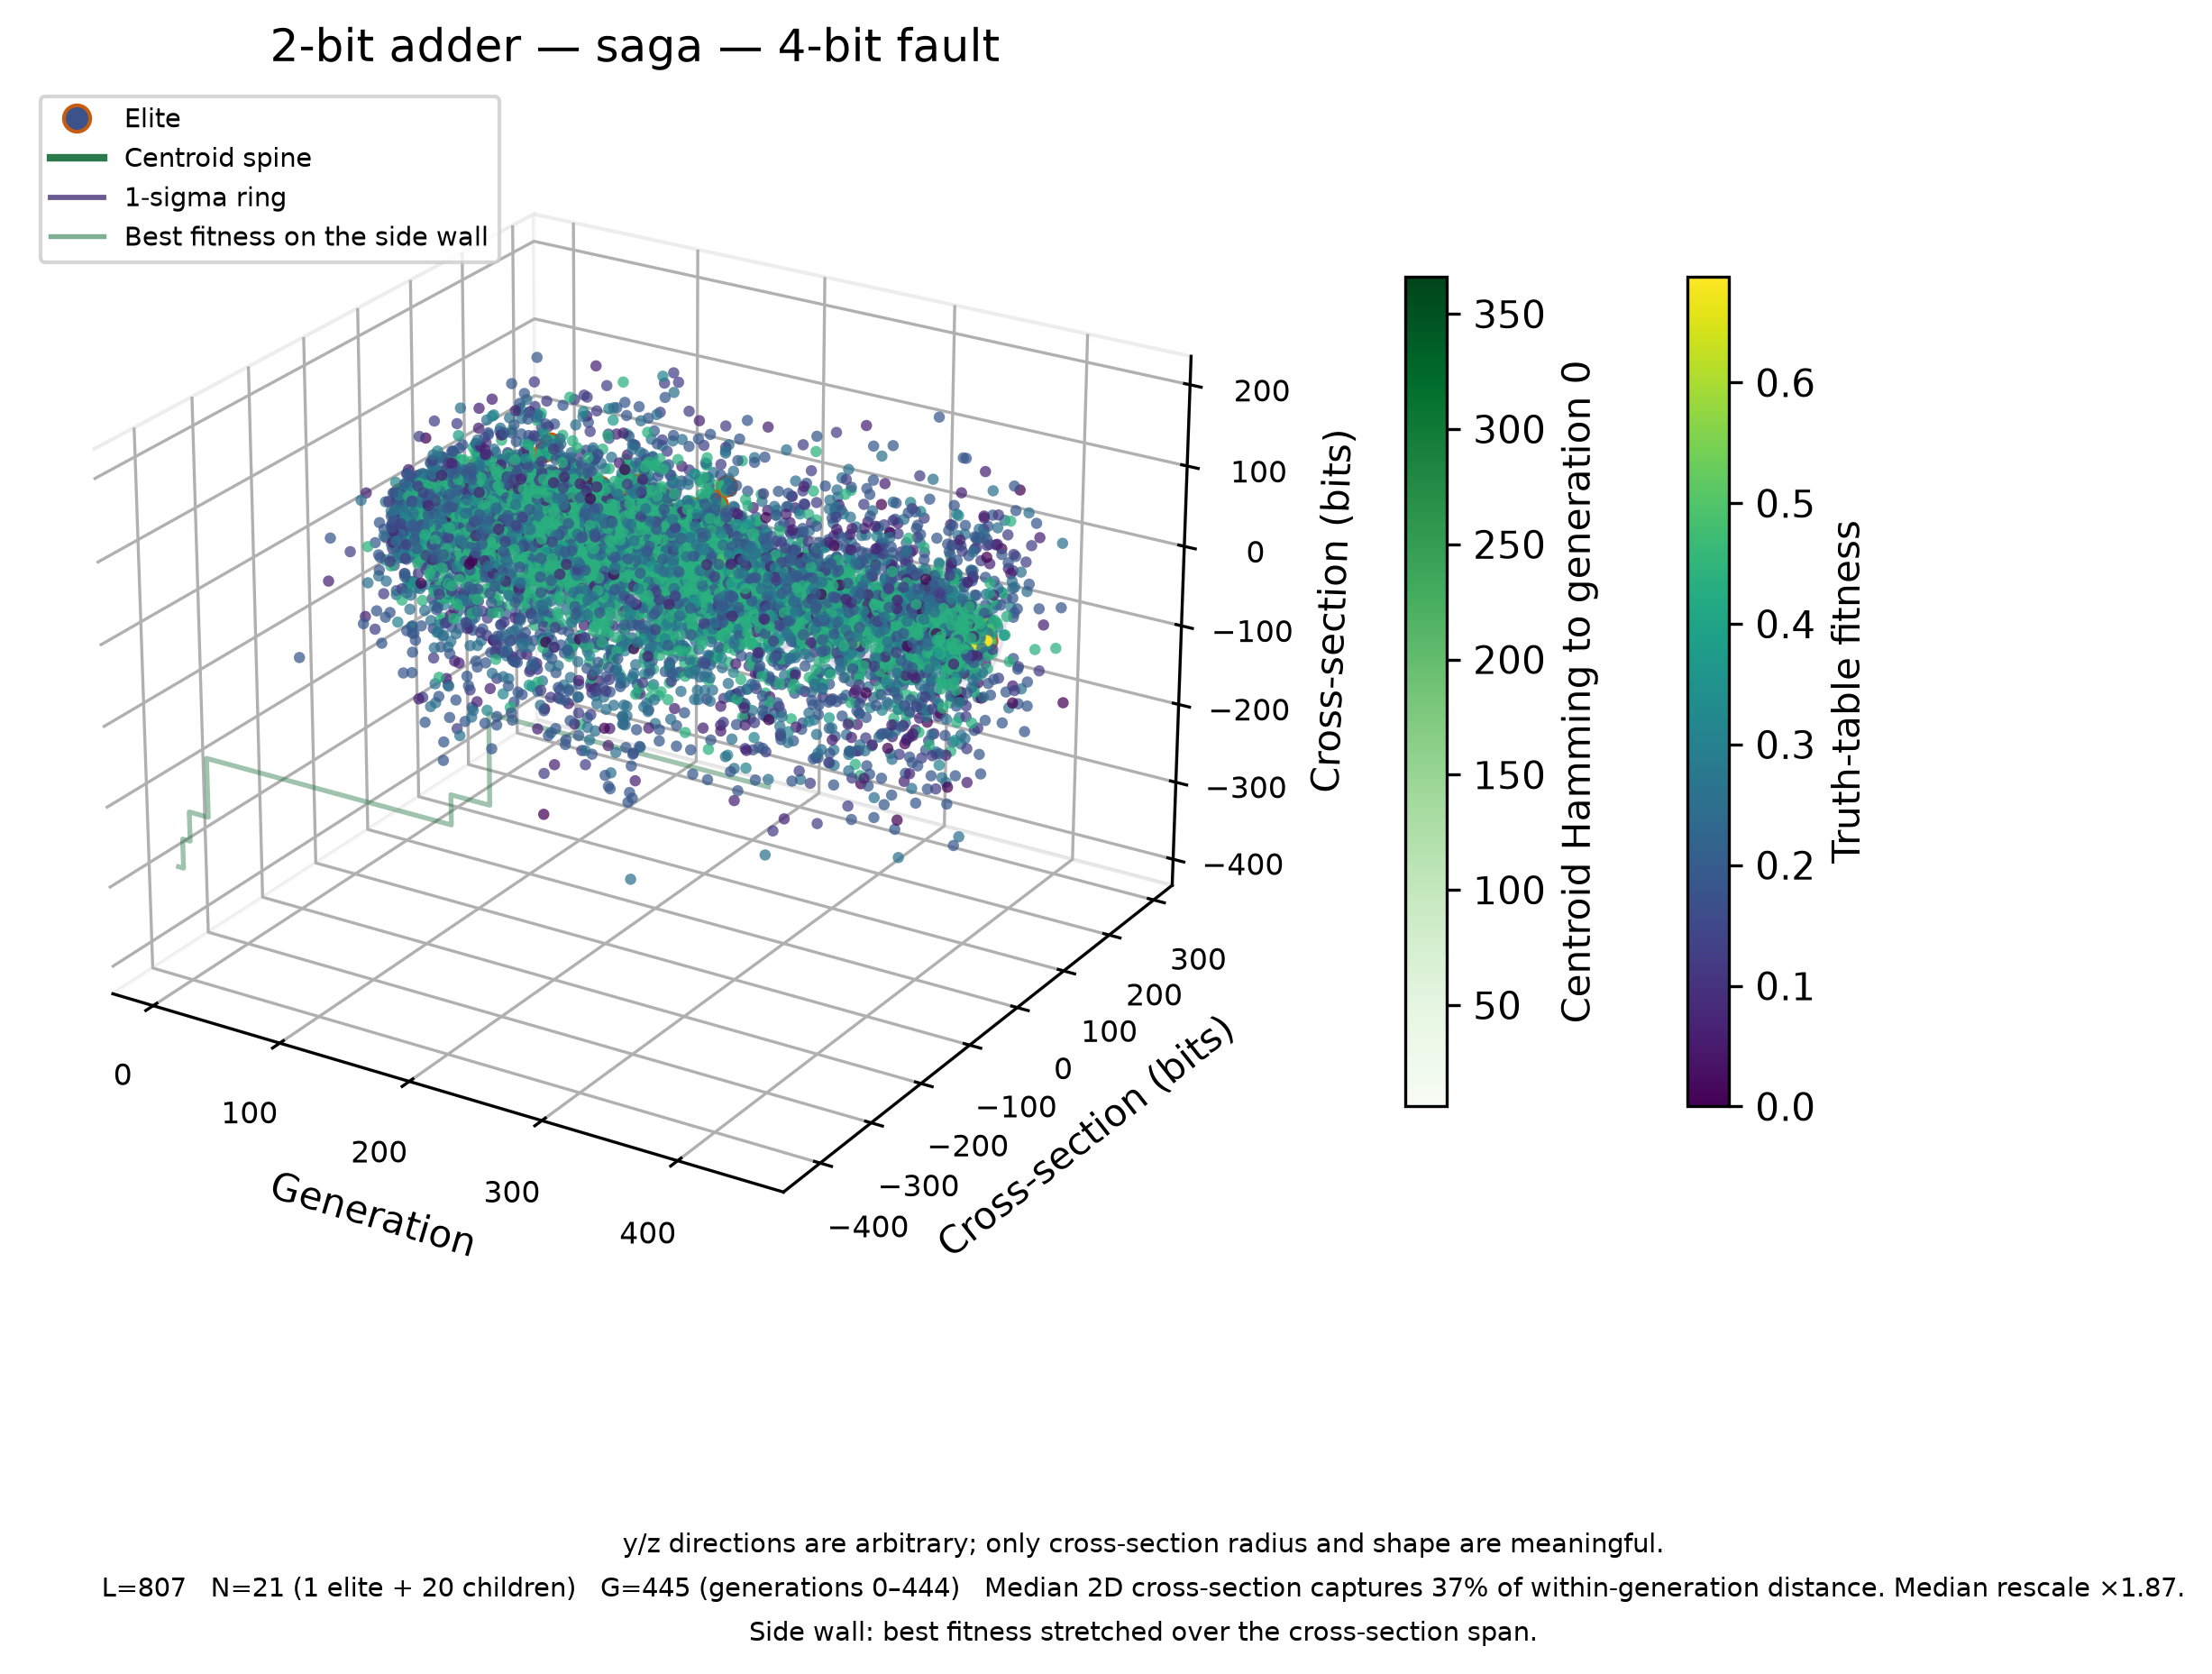 2-bit adder — saga — 4-bit fault
Elite
Centroid spine
1-sigma ring
Best fitness on the side wall
0
100
200
300
400
Generation
−400
−300
−200
−100
0
100
200
300
Cross-section (bits)
200
100
0
−100
−200
−300
−400
Cross-section (bits)
350
300
250
200
150
100
50
Centroid Hamming to generation 0
0.6
0.5
0.4
0.3
0.2
0.1
0.0
Truth-table fitness
y/z directions are arbitrary; only cross-section radius and shape are meaningful.
L=807 N=21 (1 elite + 20 children) G=445 (generations 0–444) Median 2D cross-section captures 37% of within-generation distance. Median rescale ×1.87.
Side wall: best fitness stretched over the cross-section span.